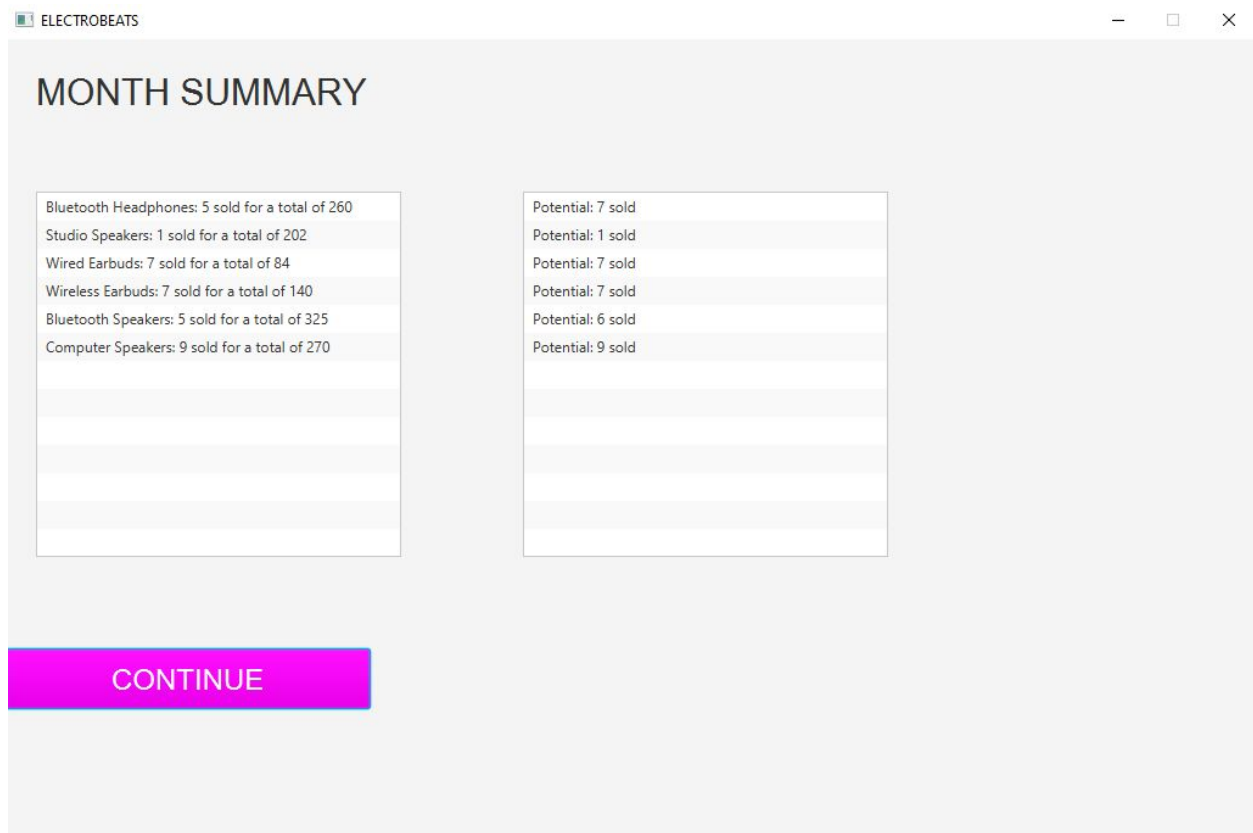 ELECTROBEATS
MONTH SUMMARY
Bluetooth Headphones: 5 sold for a total of 260
Studio Speakers: 1 sold for a total of 202
Wired Earbuds: 7 sold for a total of 84
Wireless Earbuds: 7 sold for a total of 140
Bluetooth Speakers: 5 sold for a total of 325
Computer Speakers: 9 sold for a total of 270
Potential: 7 sold
Potential: 1 sold
Potential: 7 sold
Potential: 7 sold
Potential: 6 sold
Potential: 9 sold
CONTINUE